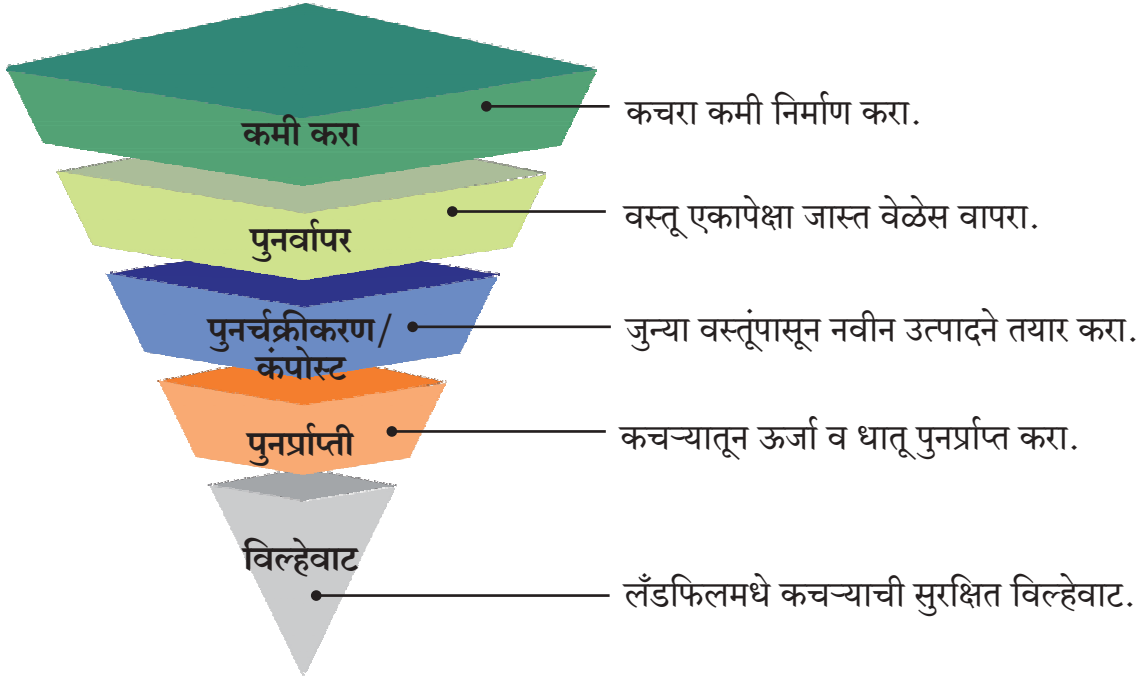 कमी करा
कचरा कमी निर्माण करा.
पुनर्वापर
वस्तू एकापेक्षा जास्त वेळेस वापरा.
पुनर्चक्रीकरण/
कंपोस्ट
जुन्या वस्तूंपासून नवीन उत्पादने तयार करा.
पुनर्प्राप्ती
कचऱ्यातून ऊर्जा व धातू पुनर्प्राप्त करा.
विल्हेवाट
लँडफिलमधे कचऱ्याची सुरक्षित विल्हेवाट.